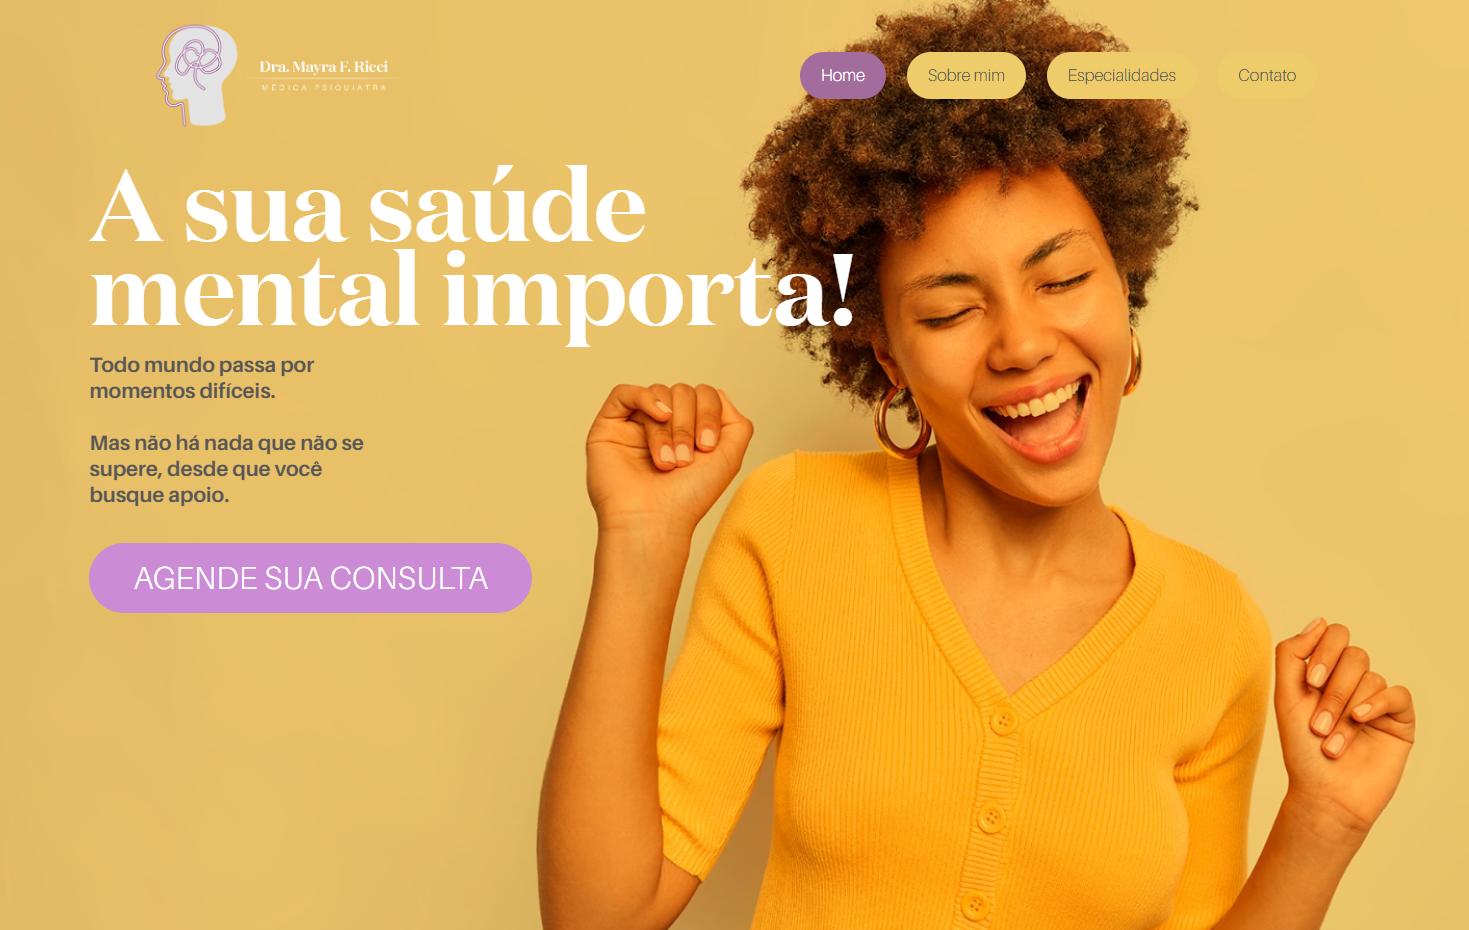 Dra. Mayra F. Ricci
MÉDICA PSIQUIATRA
Home
Sobre mim
Especialidades
Contato
A sua saúde
mental importa!
Todo mundo passa por
momentos difíceis.
Mas não há nada que não se
supere, desde que você
busque apoio.
AGENDE SUA CONSULTA